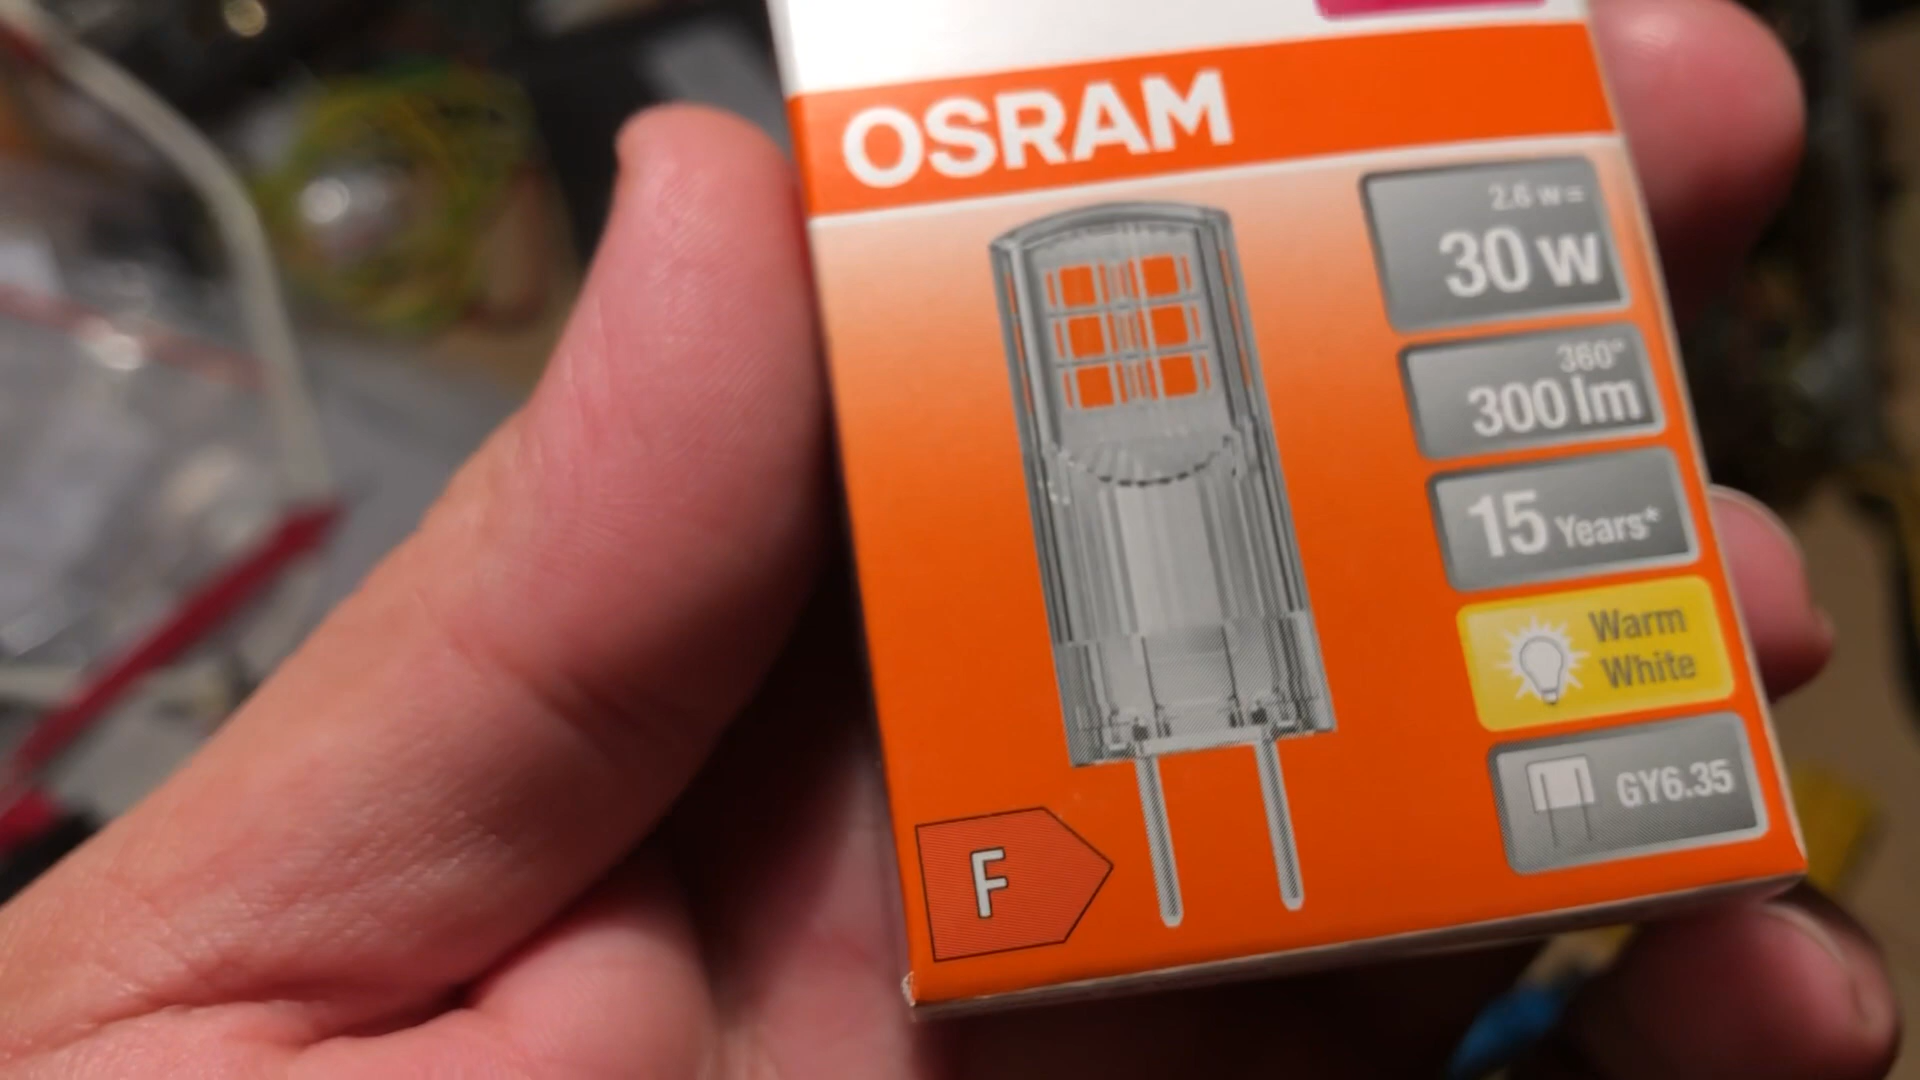 OSRAM
2.6 w =
30 w
360°
300 lm
15 Years*
Warm
White
GY6.35
F